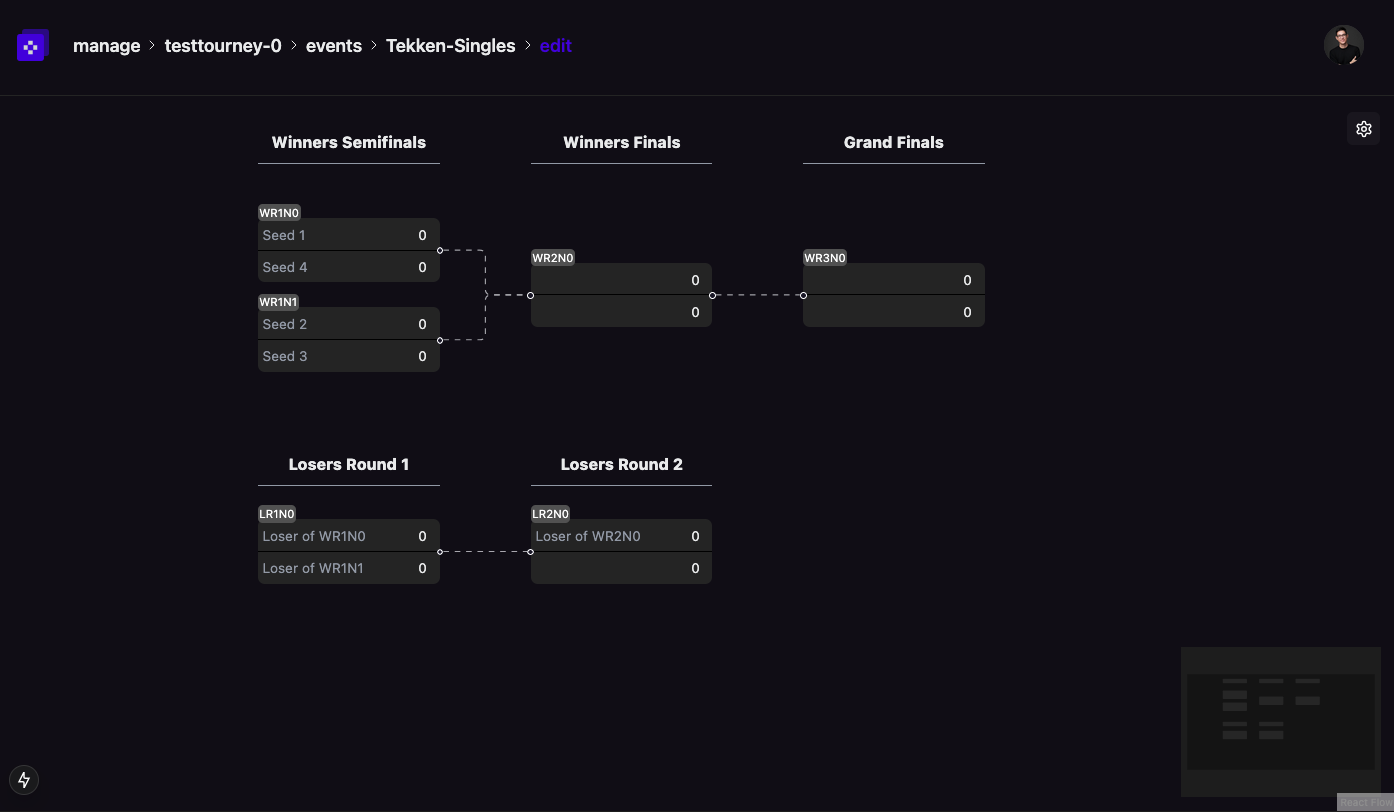 manage > testtourney-0 > events > Tekken-Singles > edit
Winners Semifinals
Winners Finals
Grand Finals
WR1N0
Seed 1 0
Seed 4 0
WR1N1
Seed 2 0
Seed 3 0
WR2N0
0
0
WR3N0
0
0
Losers Round 1
Losers Round 2
LR1N0
Loser of WR1N0 0
Loser of WR1N1 0
LR2N0
Loser of WR2N0 0
0
React Flow